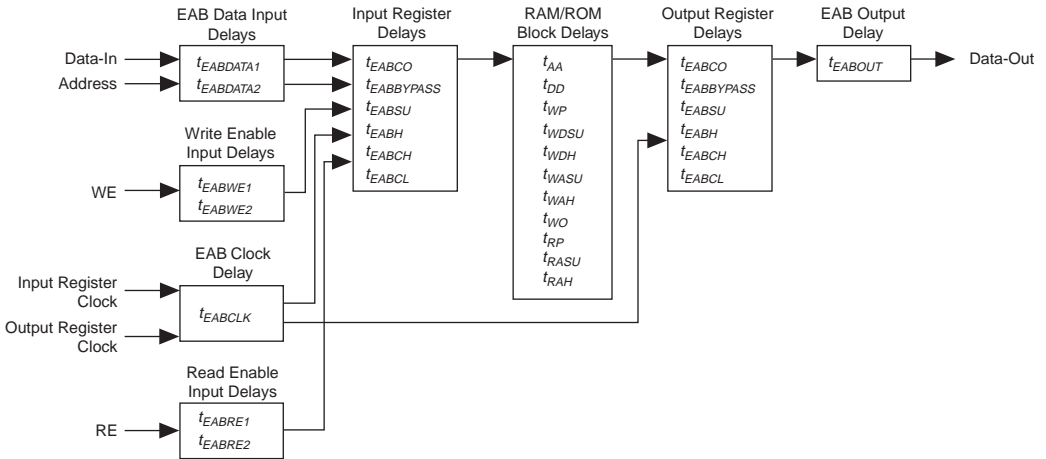 EAB Data Input
Delays
Data-In
Address
tEABDATA1
tEABDATA2
Input Register
Delays
tEABCO
tEABBYPASS
tEABSU
tEABH
tEABCH
tEABCL
RAM/ROM
Block Delays
tAA
tDD
tWP
tWDSU
tWDH
tWASU
tWAH
tWO
tRP
tRASU
tRAH
Output Register
Delays
tEABCO
tEABBYPASS
tEABSU
tEABH
tEABCH
tEABCL
EAB Output
Delay
tEABOUT
Data-Out
Write Enable
Input Delays
WE
tEABWE1
tEABWE2
EAB Clock
Delay
Input Register
Clock
Output Register
Clock
tEABCLK
Read Enable
Input Delays
RE
tEABRE1
tEABRE2